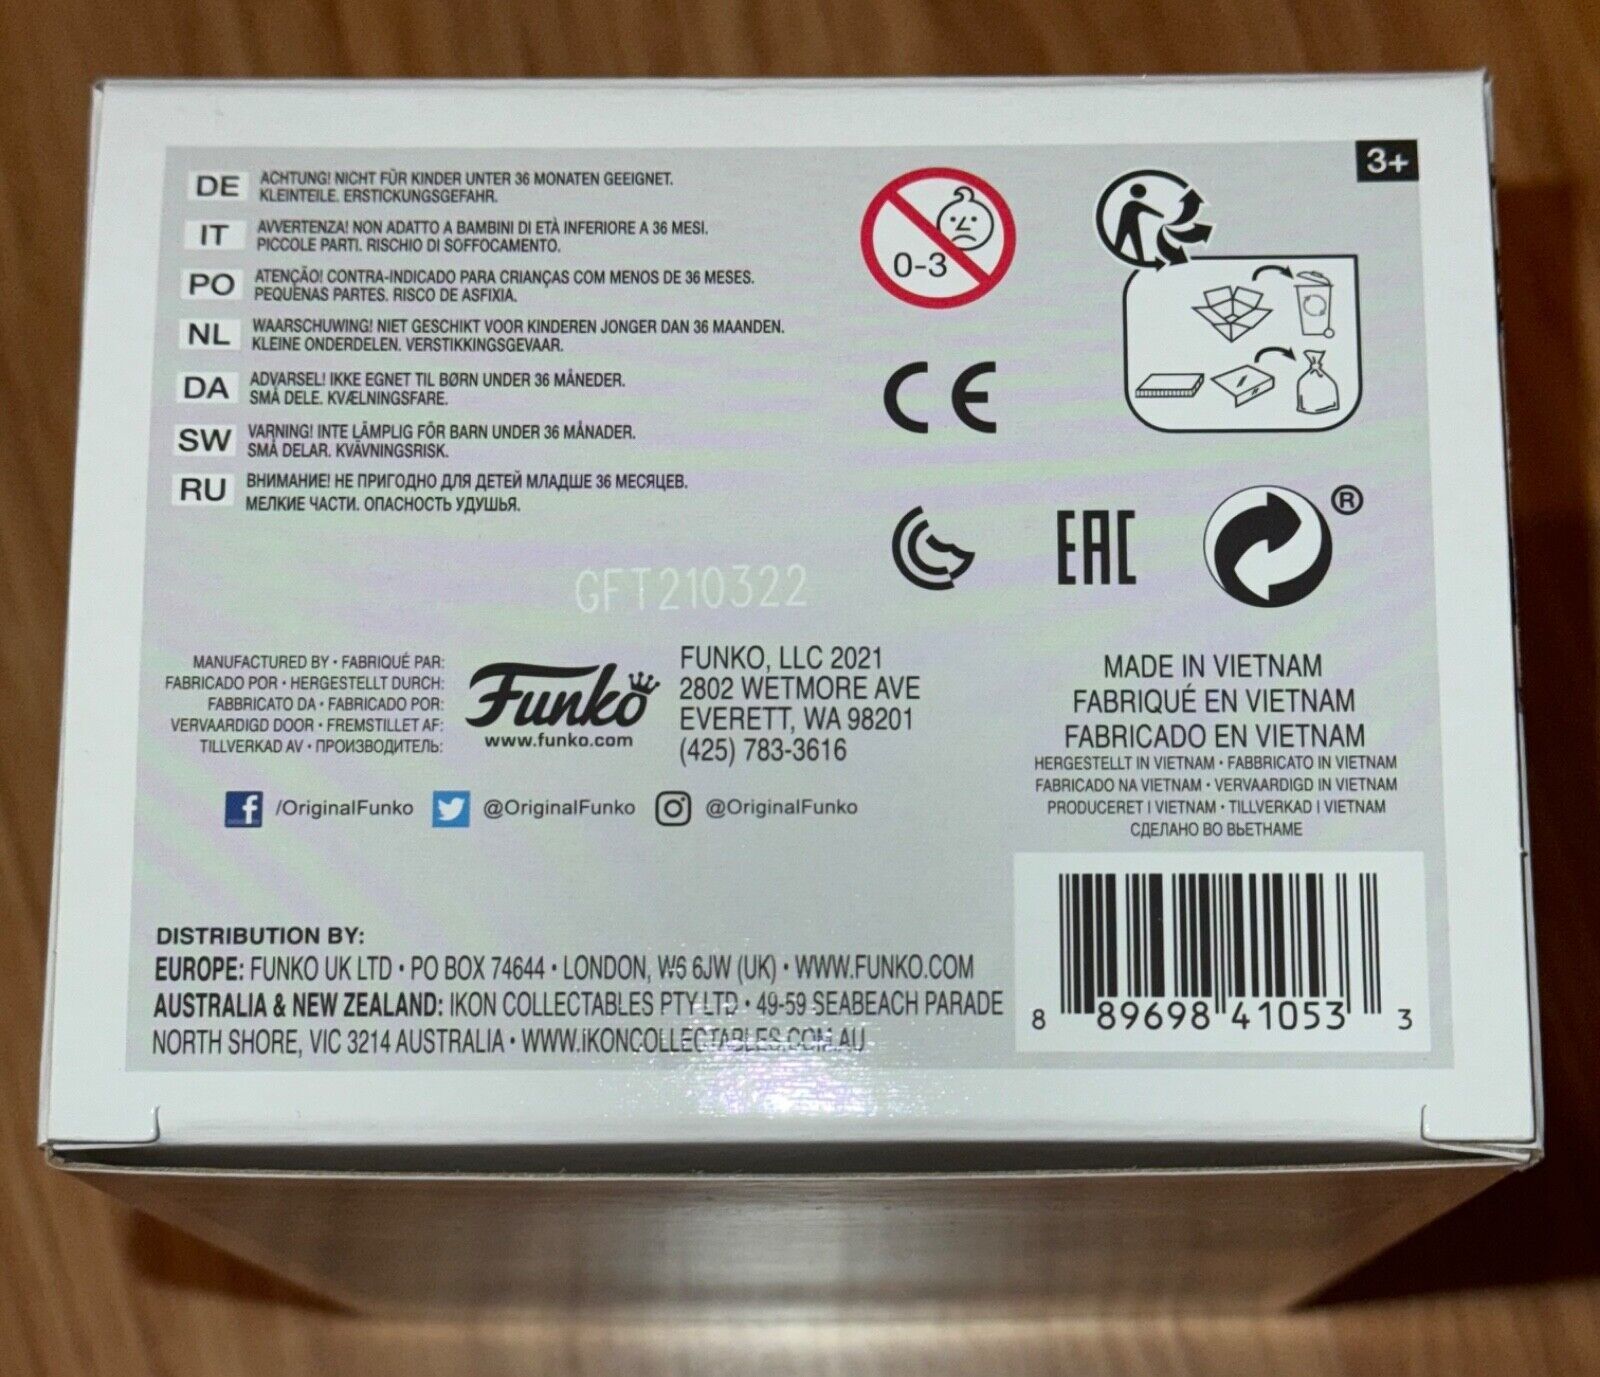 3+
DE ACHTUNG! NICHT FÜR KINDER UNTER 36 MONATEN GEEIGNET.
KLEINTEILE. ERSTICKUNGSGEFAHR.
IT AVVERTENZA! NON ADATTO A BAMBINI DI ETÀ INFERIORE A 36 MESI.
PICCOLE PARTI. RISCHIO DI SOFFOCAMENTO.
PO ATENÇÃO! CONTRA-INDICADO PARA CRIANÇAS COM MENOS DE 36 MESES.
PEQUENAS PARTES. RISCO DE ASFIXIA.
NL WAARSCHUWING! NIET GESCHIKT VOOR KINDEREN JONGER DAN 36 MAANDEN.
KLEINE ONDERDELEN. VERSTIKKINGSGEVAAR.
DA ADVARSEL! IKKE EGNET TIL BØRN UNDER 36 MÅNEDER.
SMÅ DELE. KVÆLNINGSFARE.
SW VARNING! INTE LÄMPLIG FÖR BARN UNDER 36 MÅNADER.
SMÅ DELAR. KVÄVNINGSRISK.
RU ВНИМАНИЕ! НЕ ПРИГОДНО ДЛЯ ДЕТЕЙ МЛАДШЕ 36 МЕСЯЦЕВ.
МЕЛКИЕ ЧАСТИ. ОПАСНОСТЬ УДУШЬЯ.
0-3
CE
EAC
®
GFT210322
MANUFACTURED BY • FABRIQUÉ PAR:
FABRICADO POR • HERGESTELLT DURCH:
FABBRICATO DA • FABRICADO POR:
VERVAARDIGD DOOR • FREMSTILLET AF:
TILLVERKAD AV • ПРОИЗВОДИТЕЛЬ:
Funko
www.funko.com
FUNKO, LLC 2021
2802 WETMORE AVE
EVERETT, WA 98201
(425) 783-3616
f /OriginalFunko @OriginalFunko @OriginalFunko
MADE IN VIETNAM
FABRIQUÉ EN VIETNAM
FABRICADO EN VIETNAM
HERGESTELLT IN VIETNAM • FABBRICATO IN VIETNAM
FABRICADO NA VIETNAM • VERVAARDIGD IN VIETNAM
PRODUCERET I VIETNAM • TILLVERKAD I VIETNAM
СДЕЛАНО ВО ВЬЕТНАМЕ
DISTRIBUTION BY:
EUROPE: FUNKO UK LTD • PO BOX 74644 • LONDON, W6 6JW (UK) • WWW.FUNKO.COM
AUSTRALIA & NEW ZEALAND: IKON COLLECTABLES PTY LTD • 49-59 SEABEACH PARADE
NORTH SHORE, VIC 3214 AUSTRALIA • WWW.iKONCOLLECTABLES.COM.AU
8 89698 41053 3